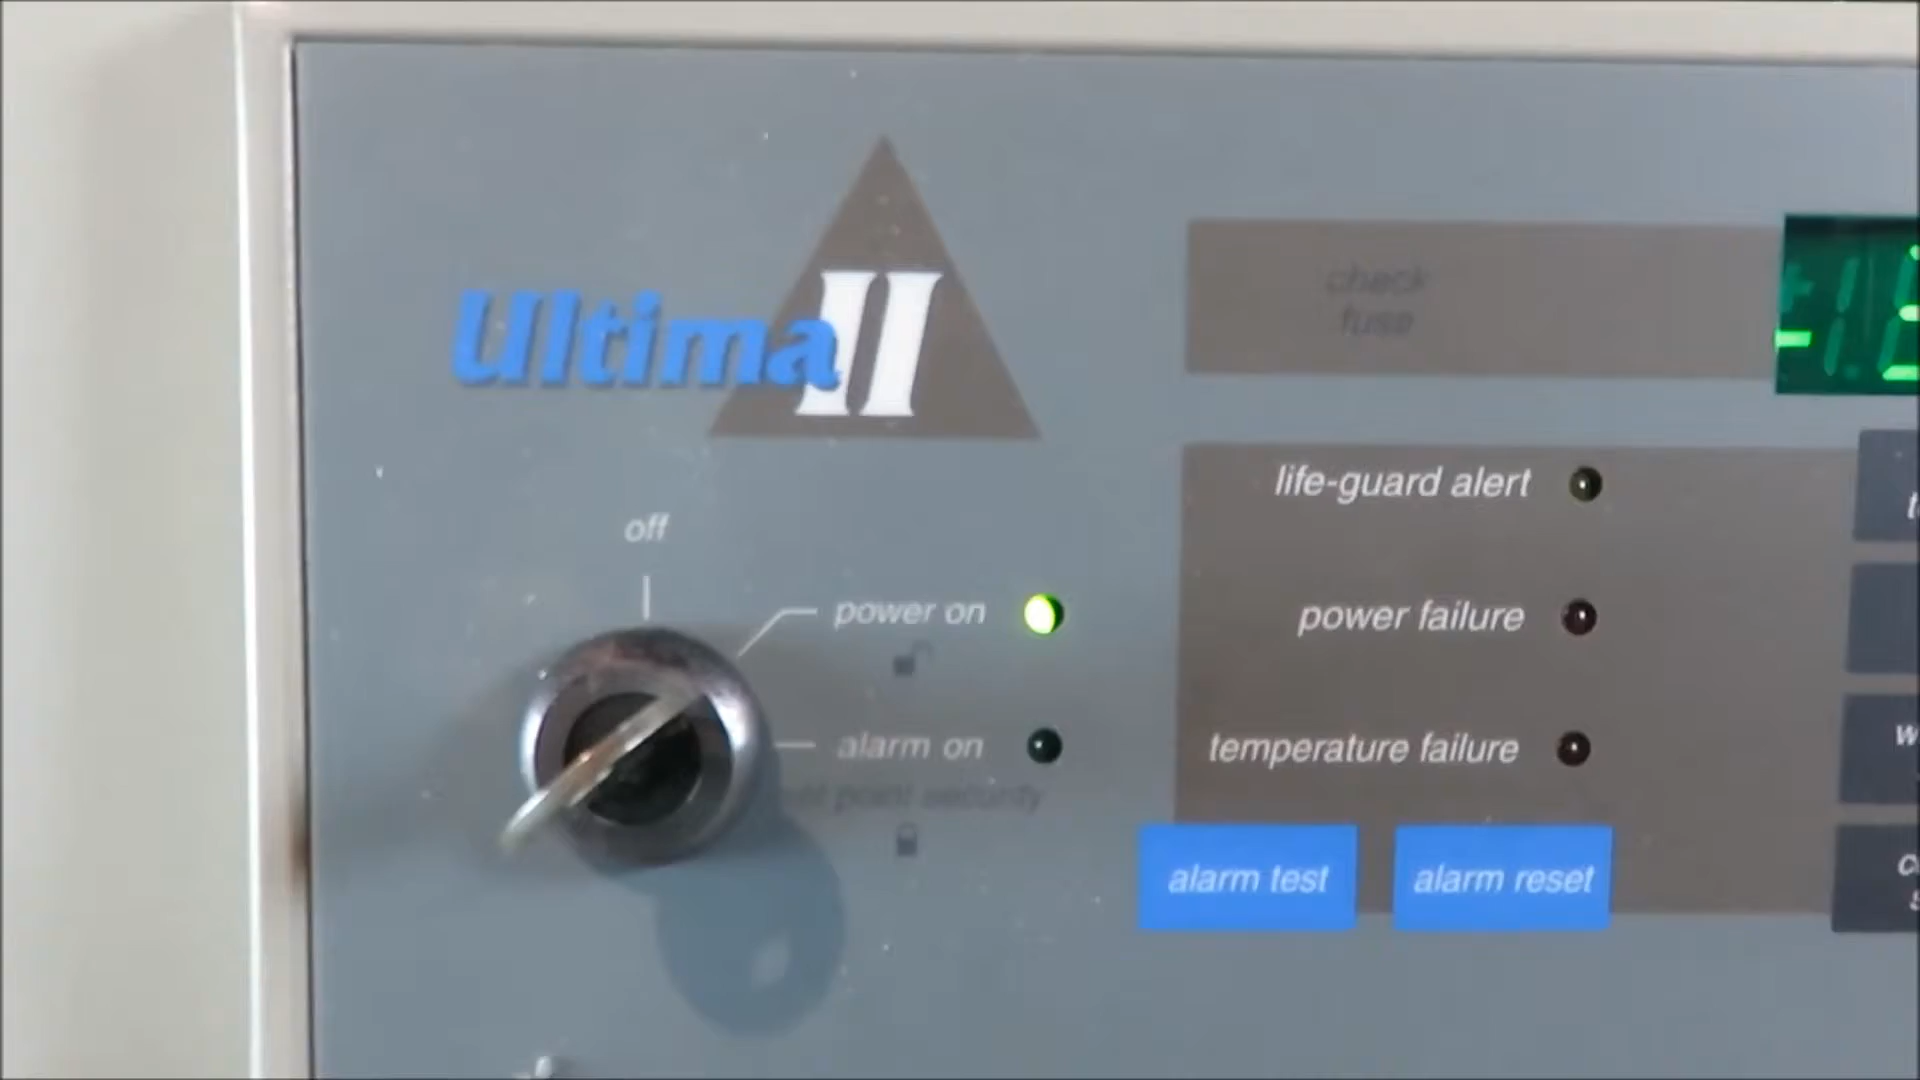 Ultima II
check
fuse
life-guard alert
off
power on
power failure
alarm on
temperature failure
set point security
alarm test
alarm reset